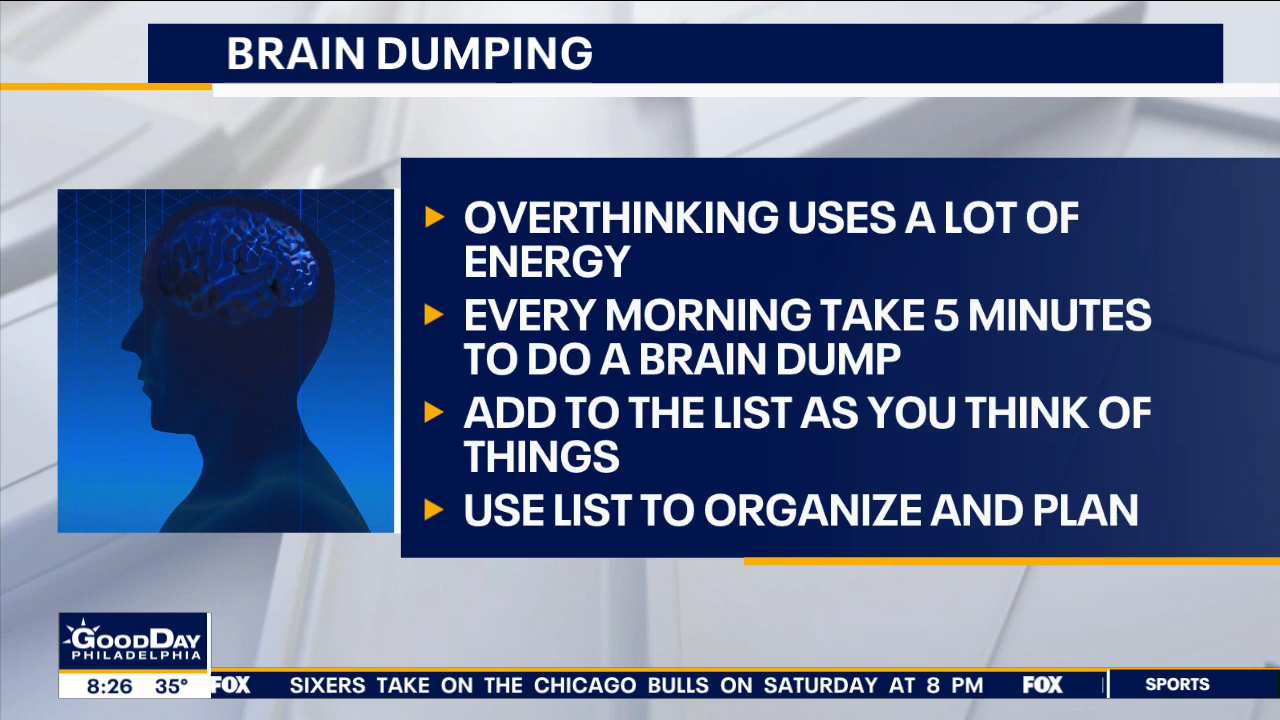 BRAIN DUMPING
OVERTHINKING USES A LOT OF
ENERGY
EVERY MORNING TAKE 5 MINUTES
TO DO A BRAIN DUMP
ADD TO THE LIST AS YOU THINK OF
THINGS
USE LIST TO ORGANIZE AND PLAN
GOODDAY
PHILADELPHIA
8:26 35°
FOX SIXERS TAKE ON THE CHICAGO BULLS ON SATURDAY AT 8 PM FOX
SPORTS